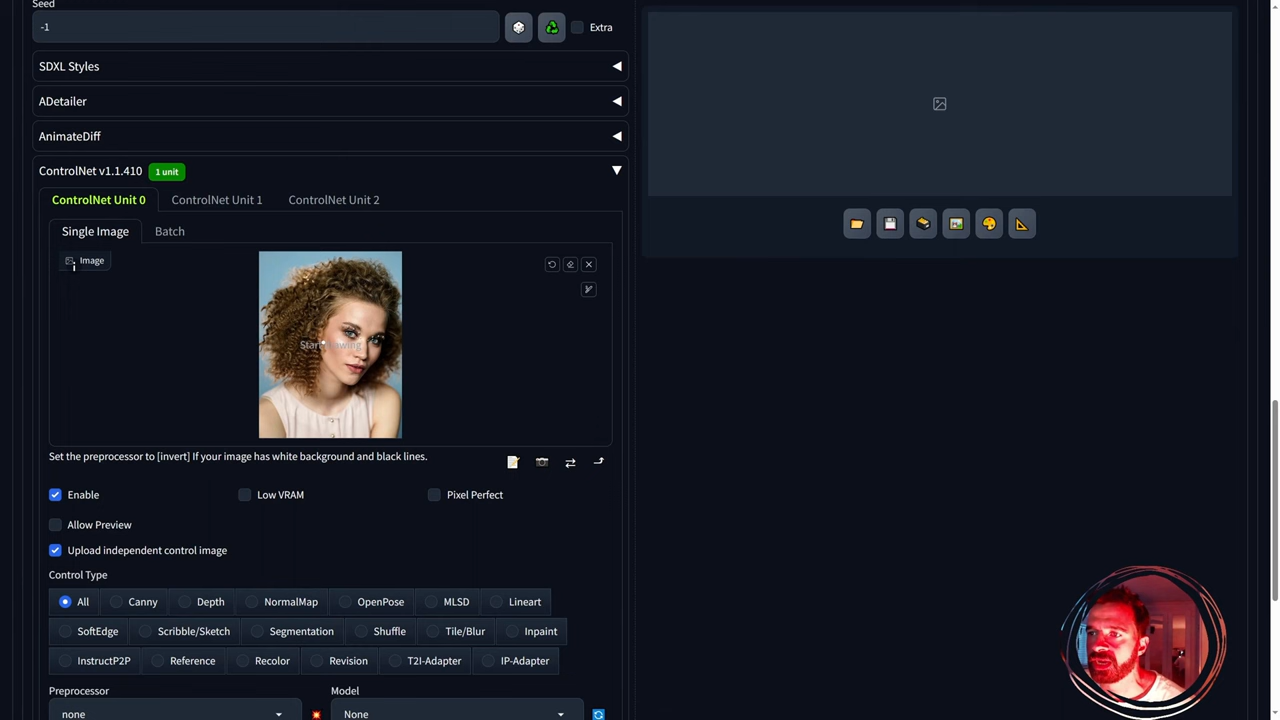 Seed
-1
Extra
SDXL Styles
ADetailer
AnimateDiff
ControlNet v1.1.410 1 unit
ControlNet Unit 0 ControlNet Unit 1 ControlNet Unit 2
Single Image Batch
Image
Start drawing
Set the preprocessor to [invert] If your image has white background and black lines.
Enable Low VRAM Pixel Perfect
Allow Preview
Upload independent control image
Control Type
All Canny Depth NormalMap OpenPose MLSD Lineart
SoftEdge Scribble/Sketch Segmentation Shuffle Tile/Blur Inpaint
InstructP2P Reference Recolor Revision T2I-Adapter IP-Adapter
Preprocessor Model
none None